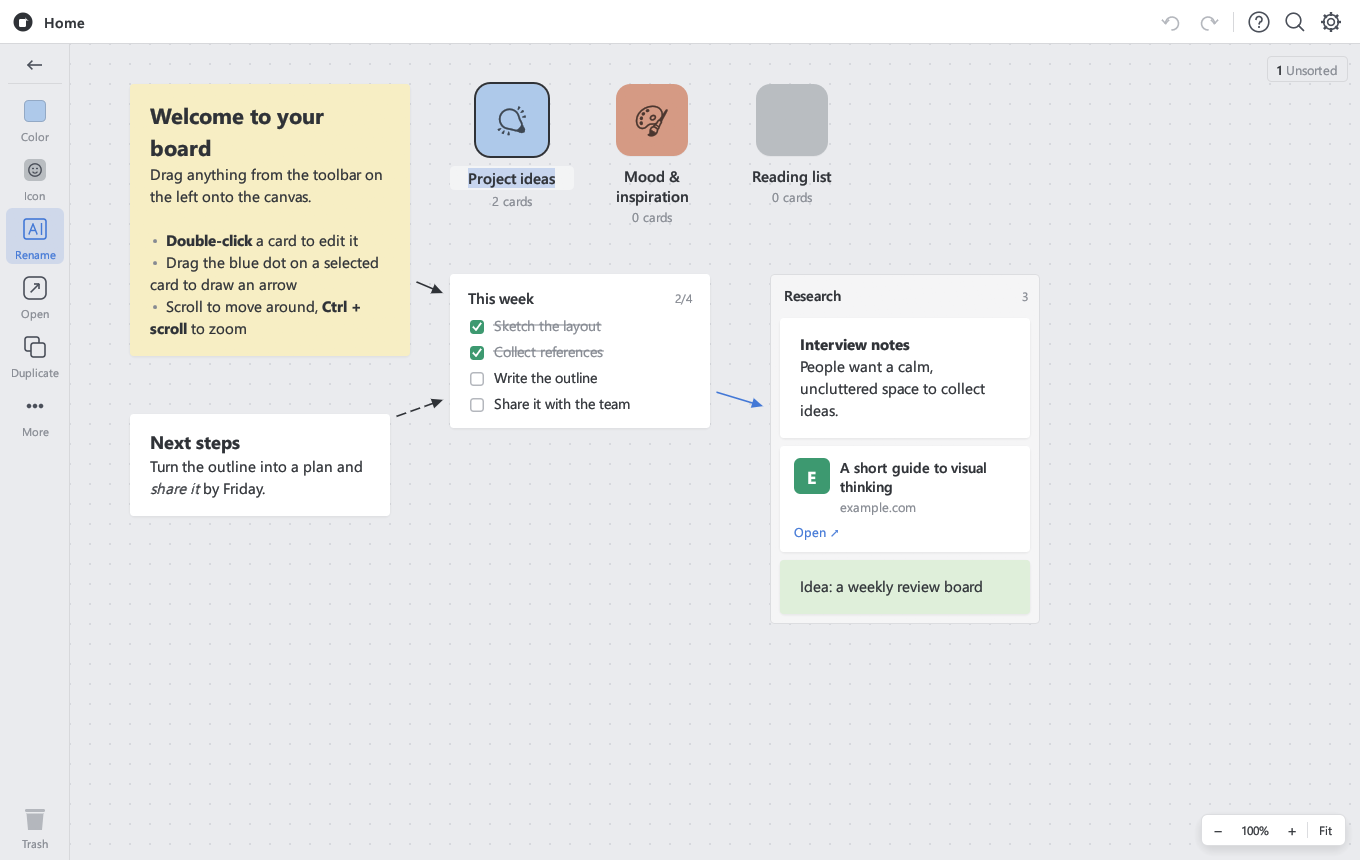 Home
1 Unsorted
Color
Icon
AI
Rename
Open
Duplicate
More
Trash
Welcome to your
board
Drag anything from the toolbar on
the left onto the canvas.
• Double-click a card to edit it
• Drag the blue dot on a selected
card to draw an arrow
• Scroll to move around, Ctrl +
scroll to zoom
Next steps
Turn the outline into a plan and
share it by Friday.
Project ideas
2 cards
Mood &
inspiration
0 cards
Reading list
0 cards
This week 2/4
Sketch the layout
Collect references
Write the outline
Share it with the team
Research 3
Interview notes
People want a calm,
uncluttered space to collect
ideas.
E
A short guide to visual
thinking
example.com
Open ↗
Idea: a weekly review board
− 100% + Fit